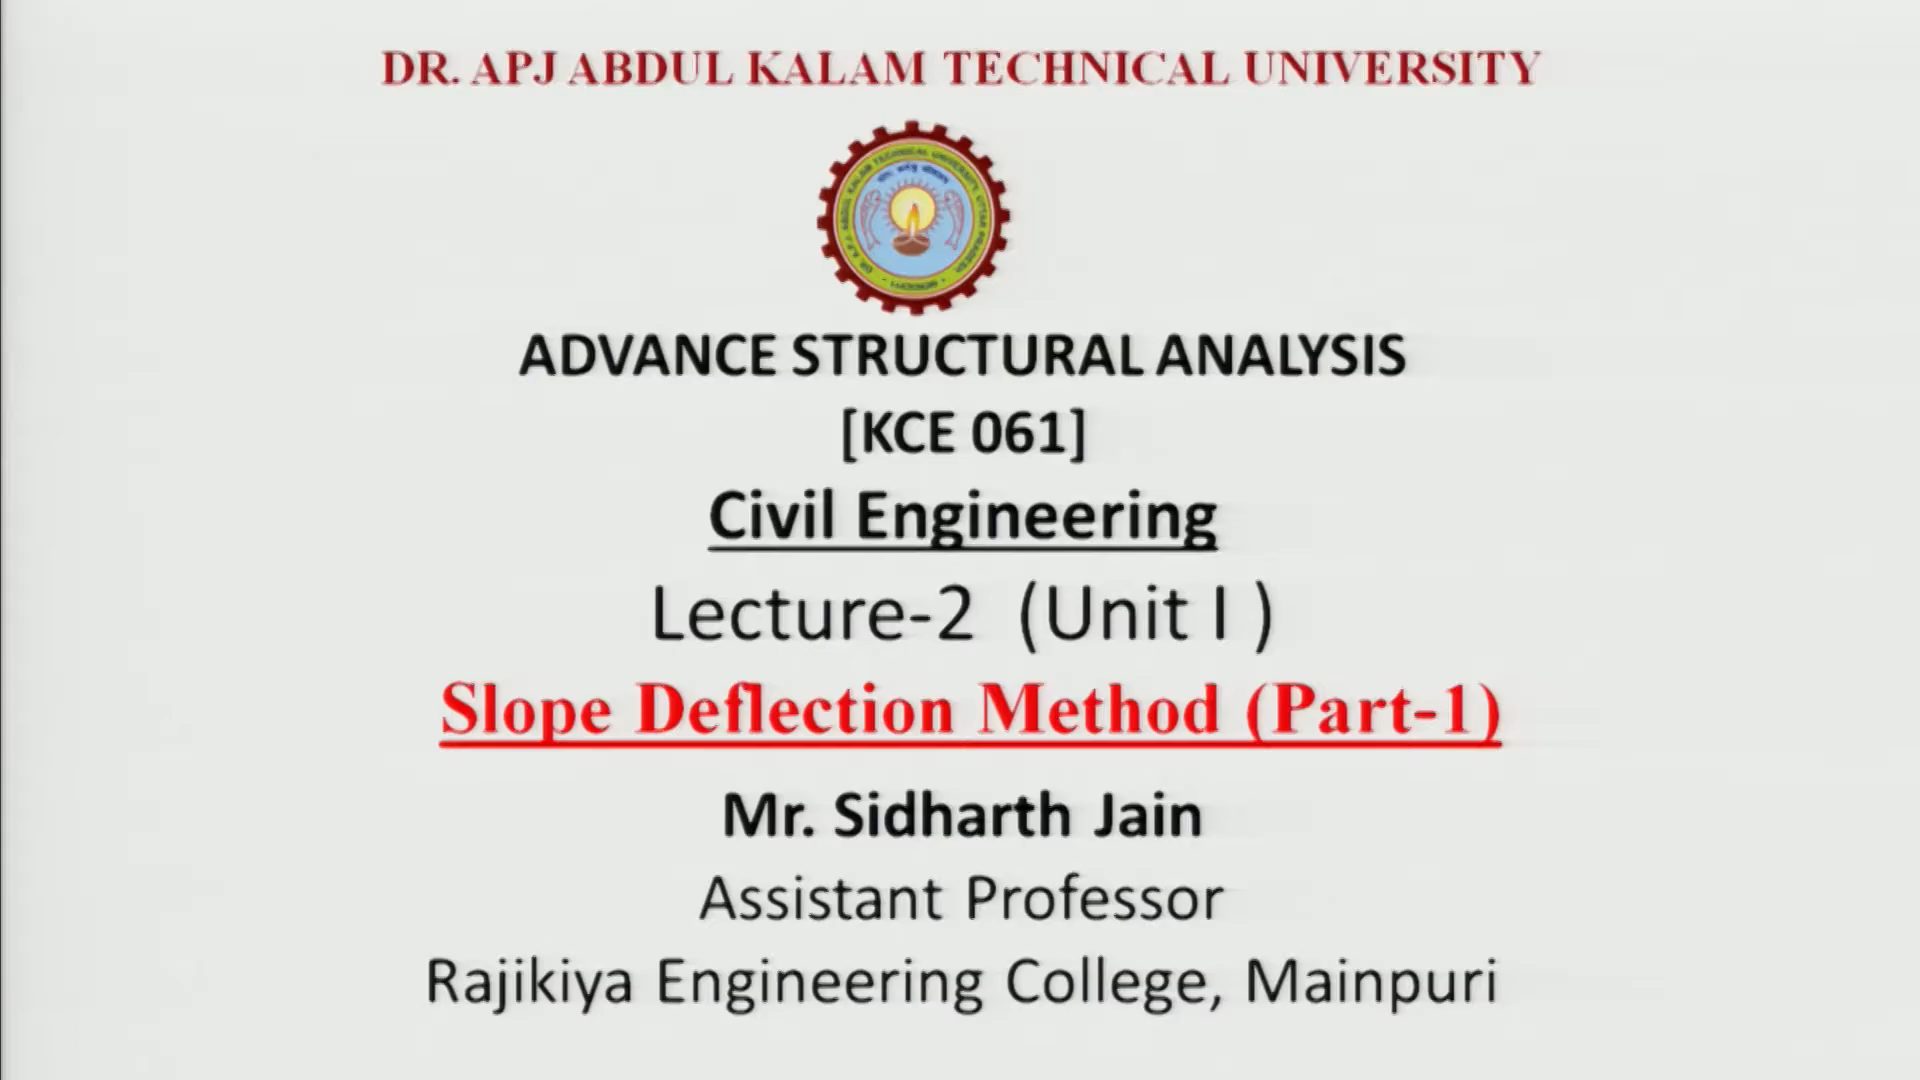 DR. APJ ABDUL KALAM TECHNICAL UNIVERSITY
ADVANCE STRUCTURAL ANALYSIS
[KCE 061]
Civil Engineering
Lecture-2 (Unit I )
Slope Deflection Method (Part-1)
Mr. Sidharth Jain
Assistant Professor
Rajikiya Engineering College, Mainpuri